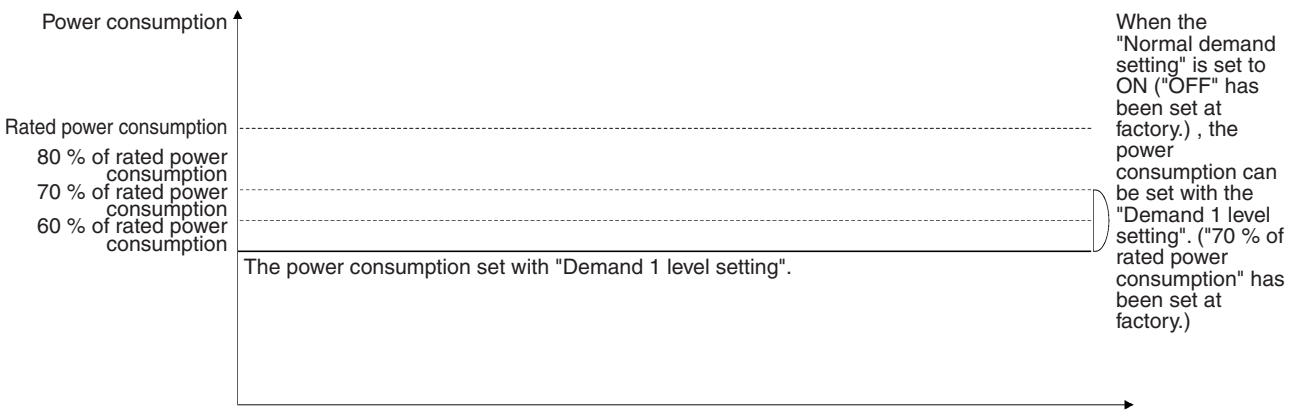 Power consumption
Rated power consumption
80 % of rated power
consumption
70 % of rated power
consumption
60 % of rated power
consumption
The power consumption set with "Demand 1 level setting".
When the
"Normal demand
setting" is set to
ON ("OFF" has
been set at
factory.) , the
power
consumption can
be set with the
"Demand 1 level
setting". ("70 % of
rated power
consumption" has
been set at
factory.)